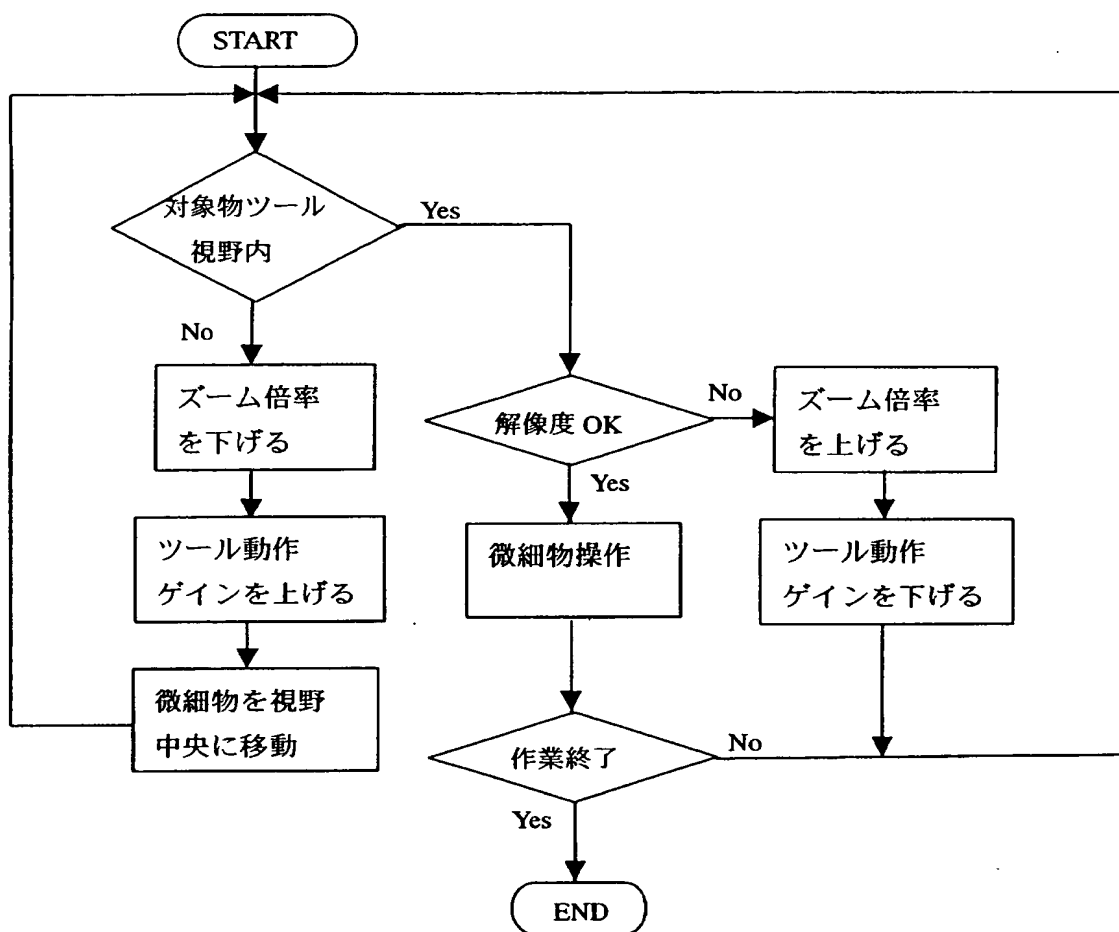 START
対象物ツール
視野内
Yes
No
ズーム倍率
を下げる
ツール動作
ゲインを上げる
微細物を視野
中央に移動
解像度 OK
No
Yes
ズーム倍率
を上げる
ツール動作
ゲインを下げる
微細物操作
作業終了
No
Yes
END